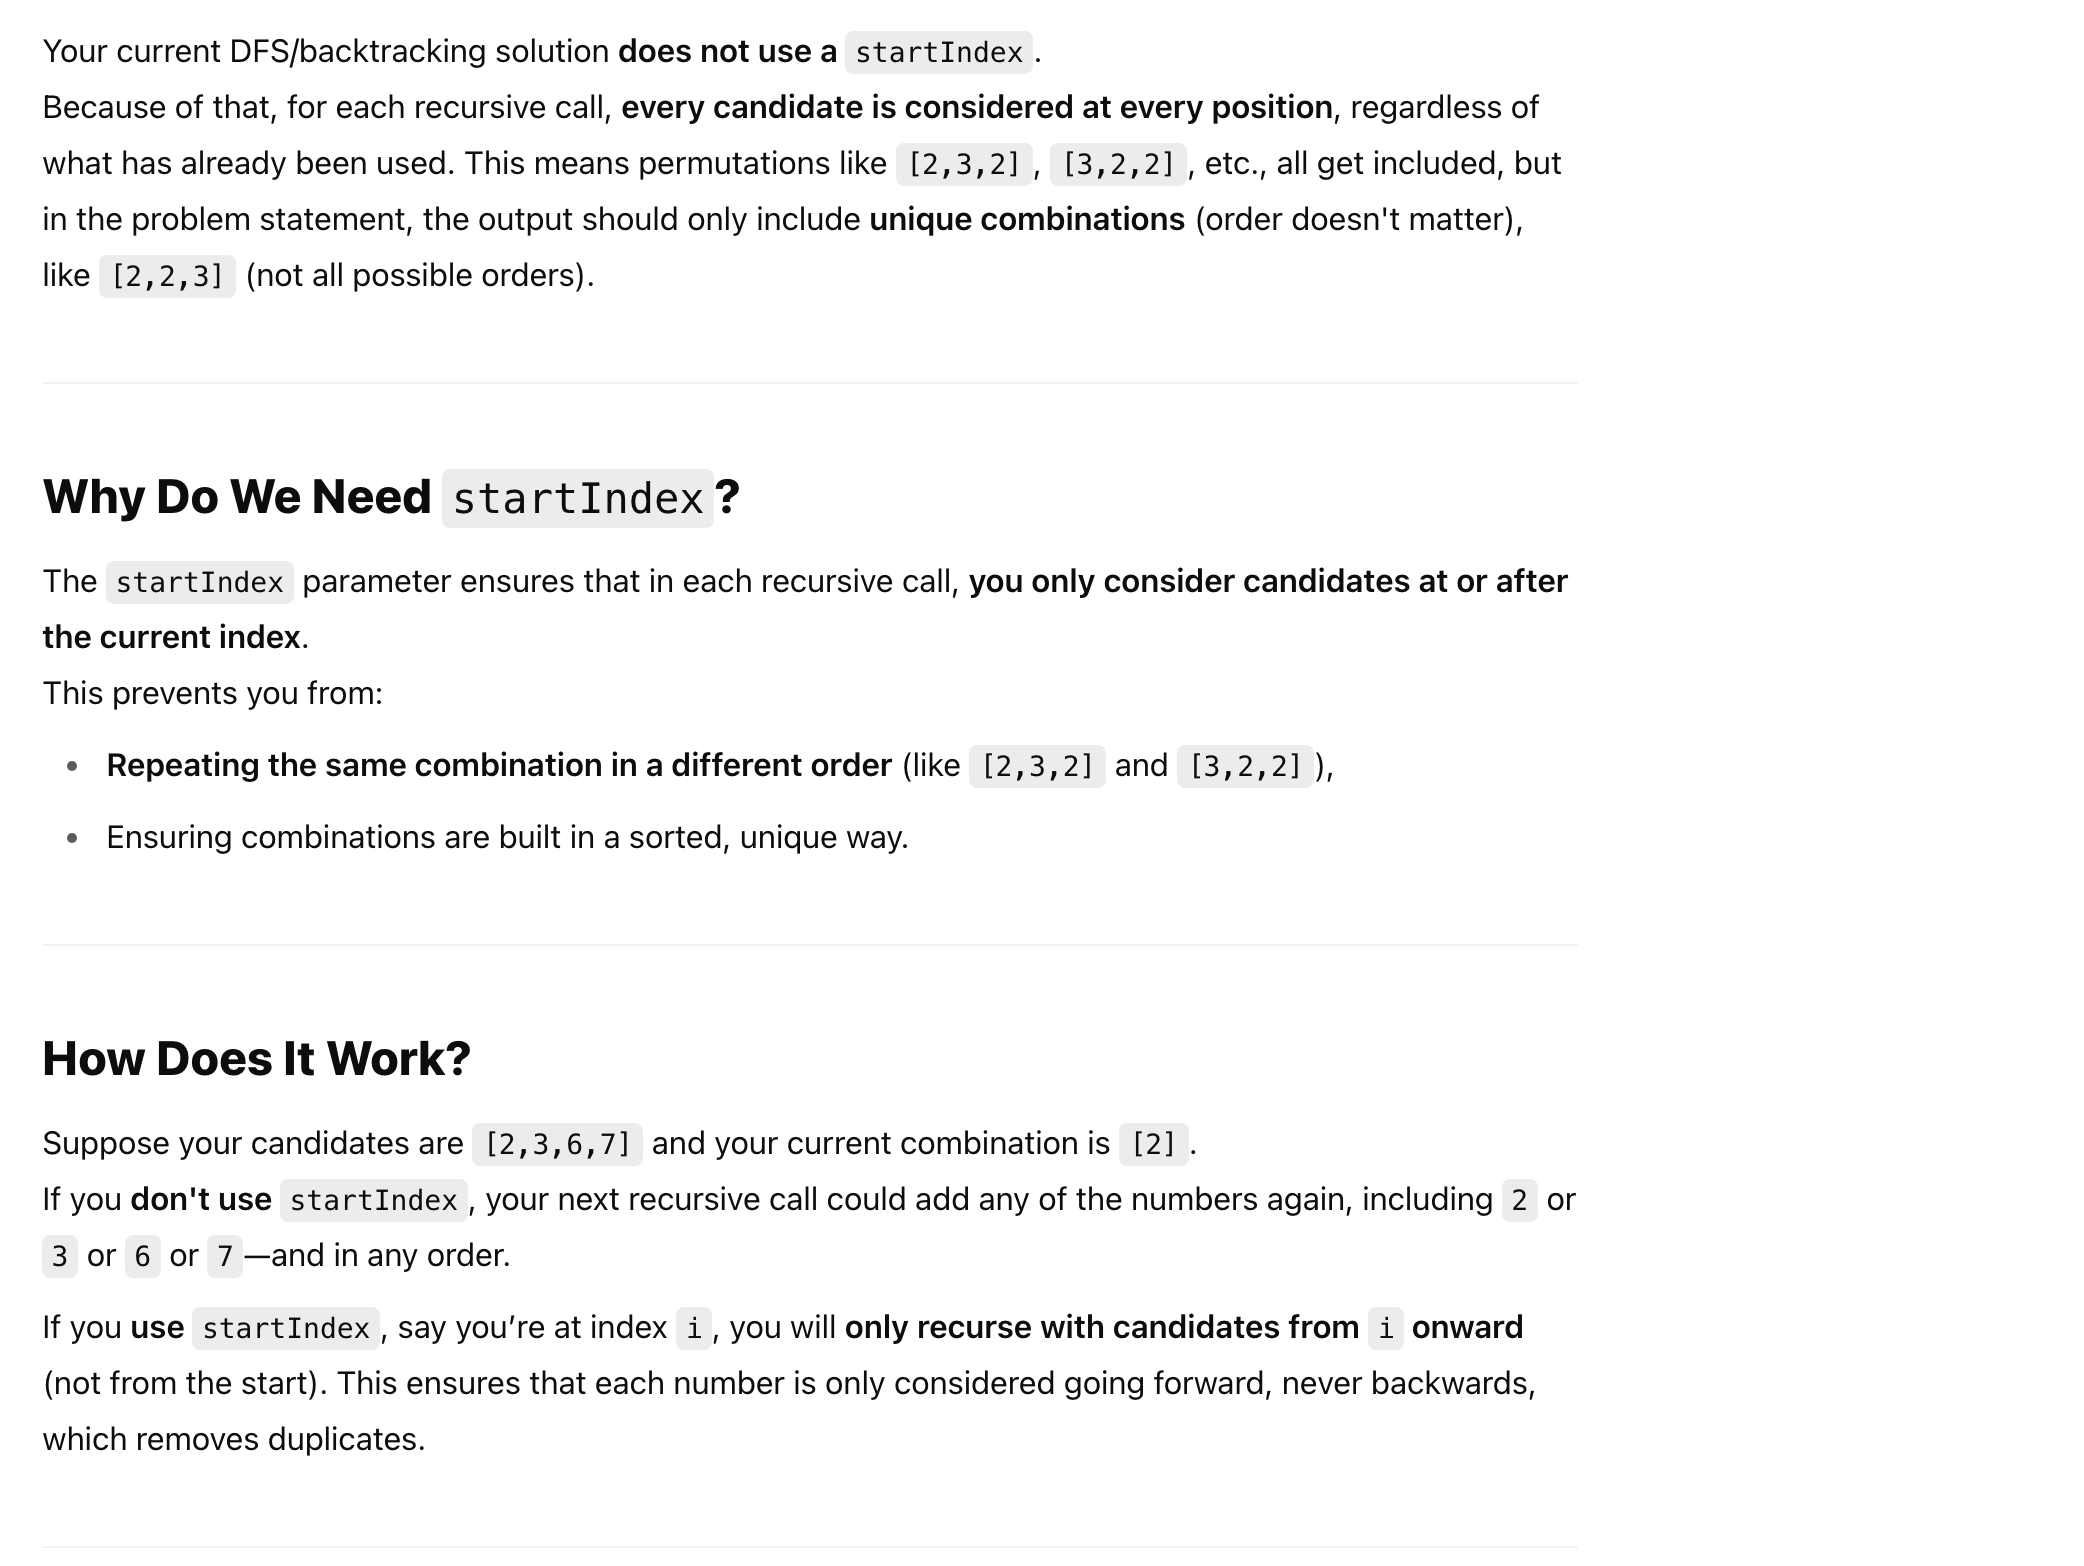 Your current DFS/backtracking solution does not use a startIndex.
Because of that, for each recursive call, every candidate is considered at every position, regardless of
what has already been used. This means permutations like [2,3,2], [3,2,2], etc., all get included, but
in the problem statement, the output should only include unique combinations (order doesn't matter),
like [2,2,3] (not all possible orders).
Why Do We Need startIndex?
The startIndex parameter ensures that in each recursive call, you only consider candidates at or after
the current index.
This prevents you from:
• Repeating the same combination in a different order (like [2,3,2] and [3,2,2]),
• Ensuring combinations are built in a sorted, unique way.
How Does It Work?
Suppose your candidates are [2,3,6,7] and your current combination is [2].
If you don't use startIndex, your next recursive call could add any of the numbers again, including 2 or
3 or 6 or 7—and in any order.
If you use startIndex, say you’re at index i, you will only recurse with candidates from i onward
(not from the start). This ensures that each number is only considered going forward, never backwards,
which removes duplicates.